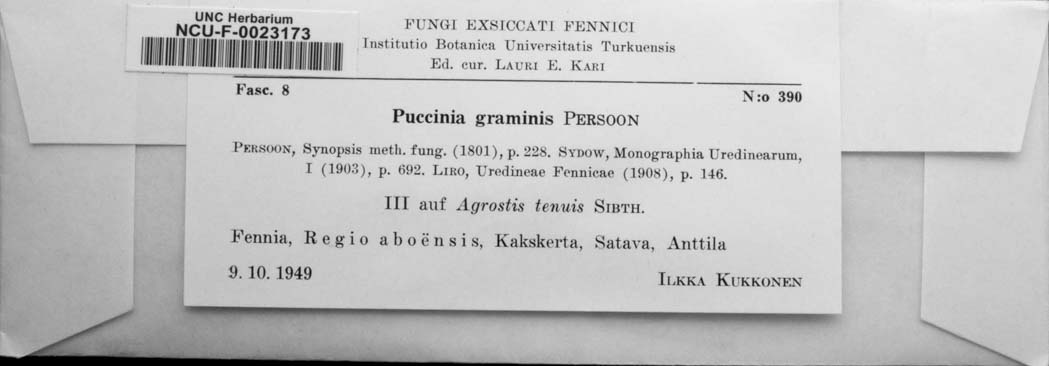 UNC Herbarium
NCU-F-0023173
FUNGI EXSICCATI FENNICI
Institutio Botanica Universitatis Turkuensis
Ed. cur. LAURI E. KARI
Fasc. 8 N:o 390
Puccinia graminis PERSOON
PERSOON, Synopsis meth. fung. (1801), p. 228. SYDOW, Monographia Uredinearum,
I (1903), p. 692. LIRO, Uredineae Fennicae (1908), p. 146.
III auf Agrostis tenuis SIBTH.
Fennia, Regio aboënsis, Kakskerta, Satava, Anttila
9. 10. 1949 ILKKA KUKKONEN